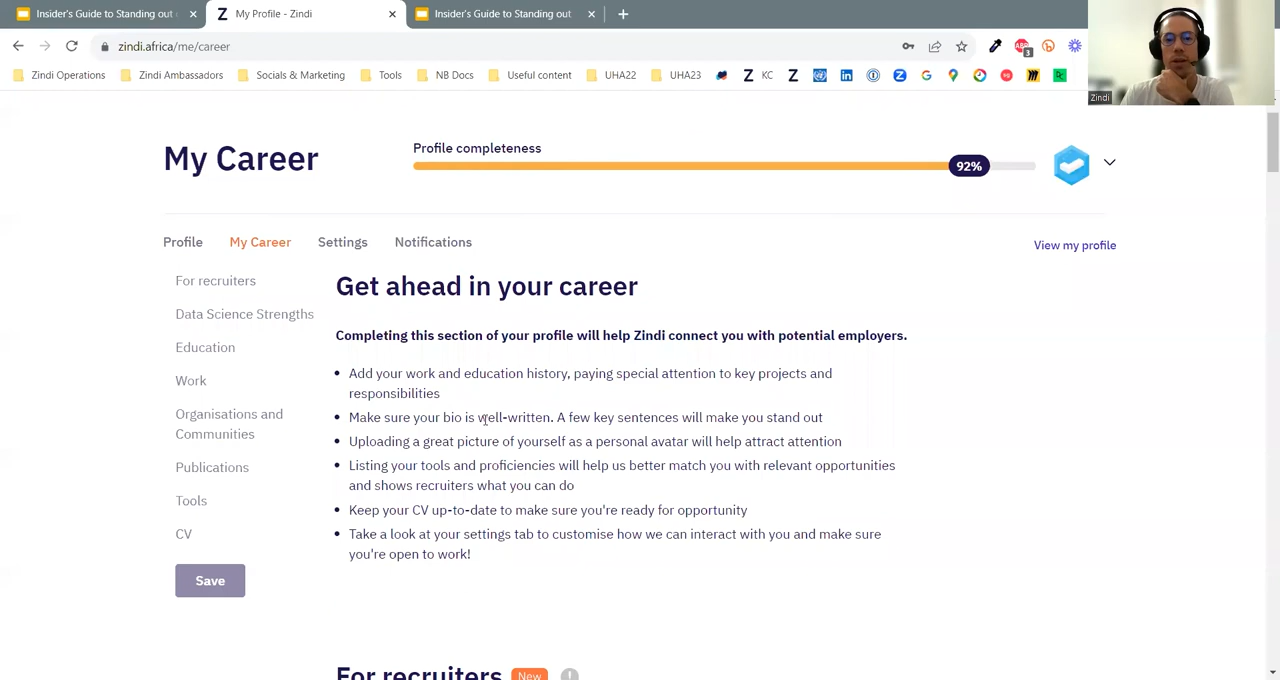 Insider's Guide to Standing out
My Profile - Zindi
Insider's Guide to Standing out
zindi.africa/me/career
3
Zindi Operations
Zindi Ambassadors
Socials & Marketing
Tools
NB Docs
Useful content
UHA22
UHA23
KC
Zindi
My Career
Profile completeness
92%
Profile
My Career
Settings
Notifications
View my profile
For recruiters
Data Science Strengths
Education
Work
Organisations and
Communities
Publications
Tools
CV
Save
Get ahead in your career
Completing this section of your profile will help Zindi connect you with potential employers.
Add your work and education history, paying special attention to key projects and
responsibilities
Make sure your bio is well-written. A few key sentences will make you stand out
Uploading a great picture of yourself as a personal avatar will help attract attention
Listing your tools and proficiencies will help us better match you with relevant opportunities
and shows recruiters what you can do
Keep your CV up-to-date to make sure you're ready for opportunity
Take a look at your settings tab to customise how we can interact with you and make sure
you're open to work!
For recruiters New